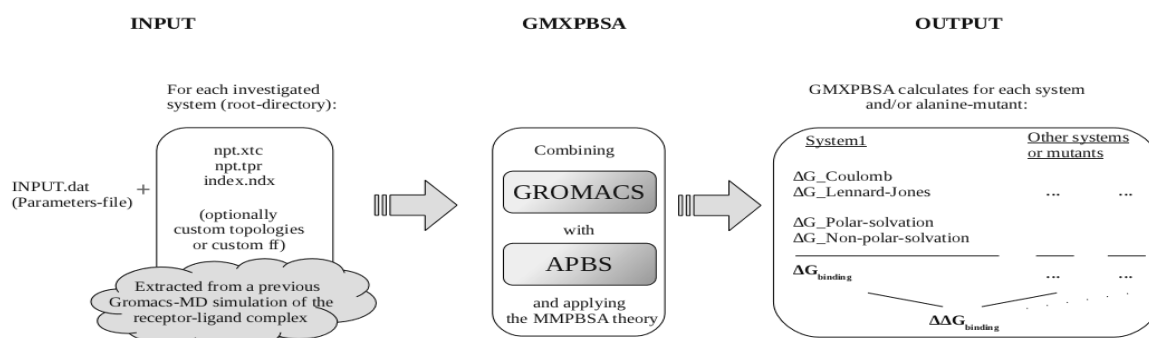 INPUT
For each investigated
system (root-directory):
INPUT.dat
(Parameters-file)
+
npt.xtc
npt.tpr
index.ndx
(optionally
custom topologies
or custom ff)
Extracted from a previous
Gromacs-MD simulation of the
receptor-ligand complex
GMXPBSA
Combining
GROMACS
with
APBS
and applying
the MMPBSA theory
OUTPUT
GMXPBSA calculates for each system
and/or alanine-mutant:
System1
ΔG_Coulomb
ΔG_Lennard-Jones
ΔG_Polar-solvation
ΔG_Non-polar-solvation
ΔGbinding
Other systems
or mutants
... ...
... ...
ΔΔGbinding